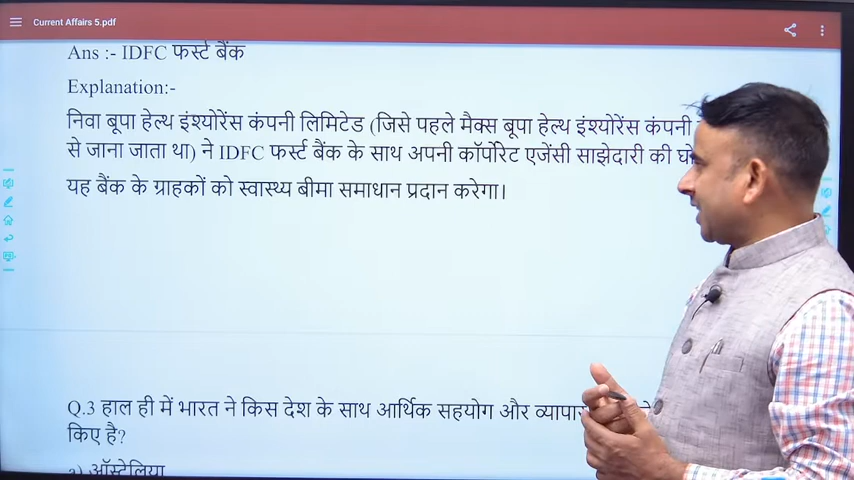 Current Affairs 5.pdf
Ans :- IDFC फर्स्ट बैंक
Explanation:-
निवा बूपा हेल्थ इंश्योरेंस कंपनी लिमिटेड (जिसे पहले मैक्स बूपा हेल्थ इंश्योरेंस कंपनी
से जाना जाता था) ने IDFC फर्स्ट बैंक के साथ अपनी कॉर्पोरेट एजेंसी साझेदारी की
यह बैंक के ग्राहकों को स्वास्थ्य बीमा समाधान प्रदान करेगा।
Q.3 हाल ही में भारत ने किस देश के साथ आर्थिक सहयोग और
किए है?
a) ऑस्टेलिया